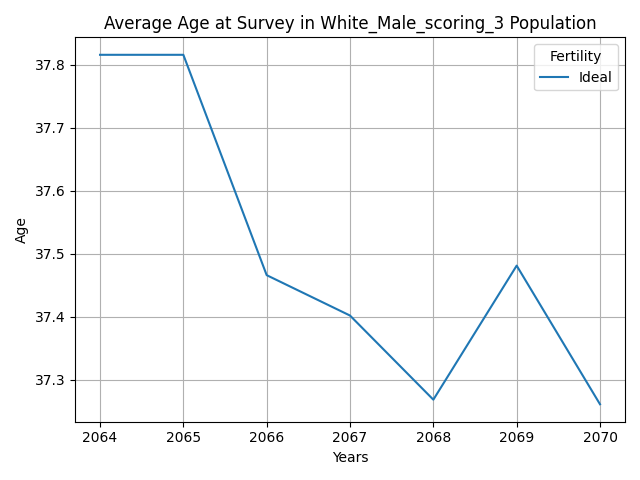 Average Age at Survey in White_Male_scoring_3 Population
Fertility
Ideal
37.8
37.7
37.6
37.5
37.4
37.3
Age
2064 2065 2066 2067 2068 2069 2070
Years